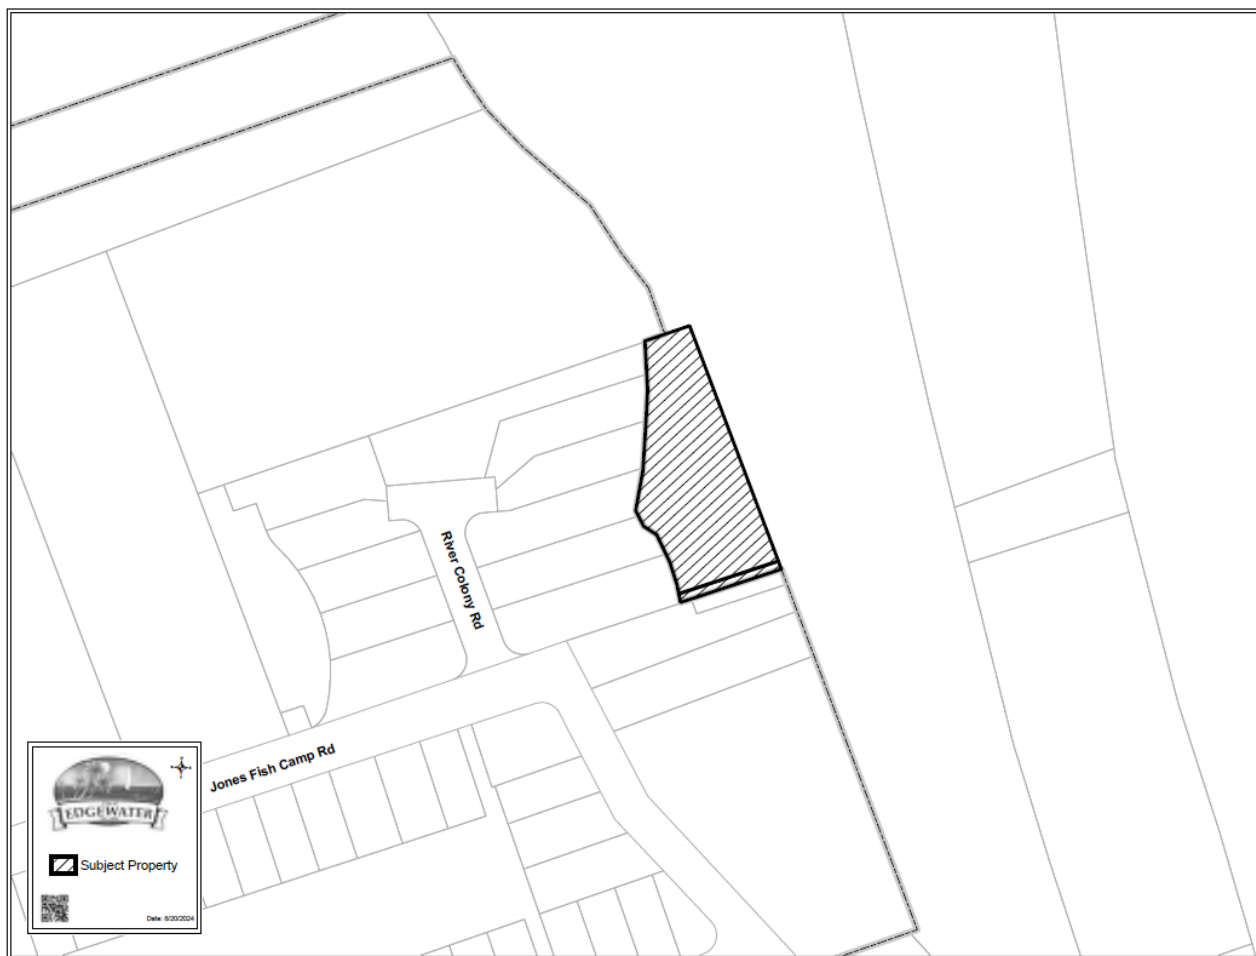 River Colony Rd
Jones Fish Camp Rd
EDGEWATER
Subject Property
Date: 8/20/2024